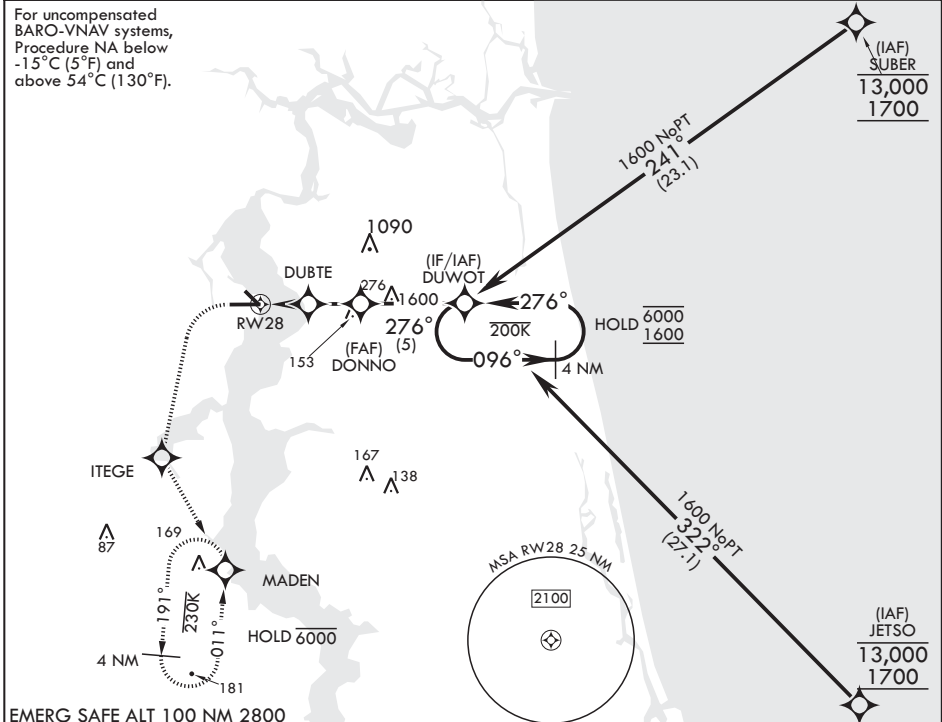 For uncompensated
BARO-VNAV systems,
Procedure NA below
-15°C (5°F) and
above 54°C (130°F).
(IAF)
SUBER
13,000
1700
1600 NoPT
241°
(23.1)
1090
(IF/IAF)
DUWOT
DUBTE
276
1600
276°
RW28
276°
(5)
200K
HOLD 6000
1600
153
(FAF)
DONNO
096°
4 NM
ITEGE
167
138
1600 NoPT
322°
(27.1)
87
169
MSA RW28 25 NM
2100
MADEN
191°
230K
011°
HOLD 6000
4 NM
181
(IAF)
JETSO
13,000
1700
EMERG SAFE ALT 100 NM 2800